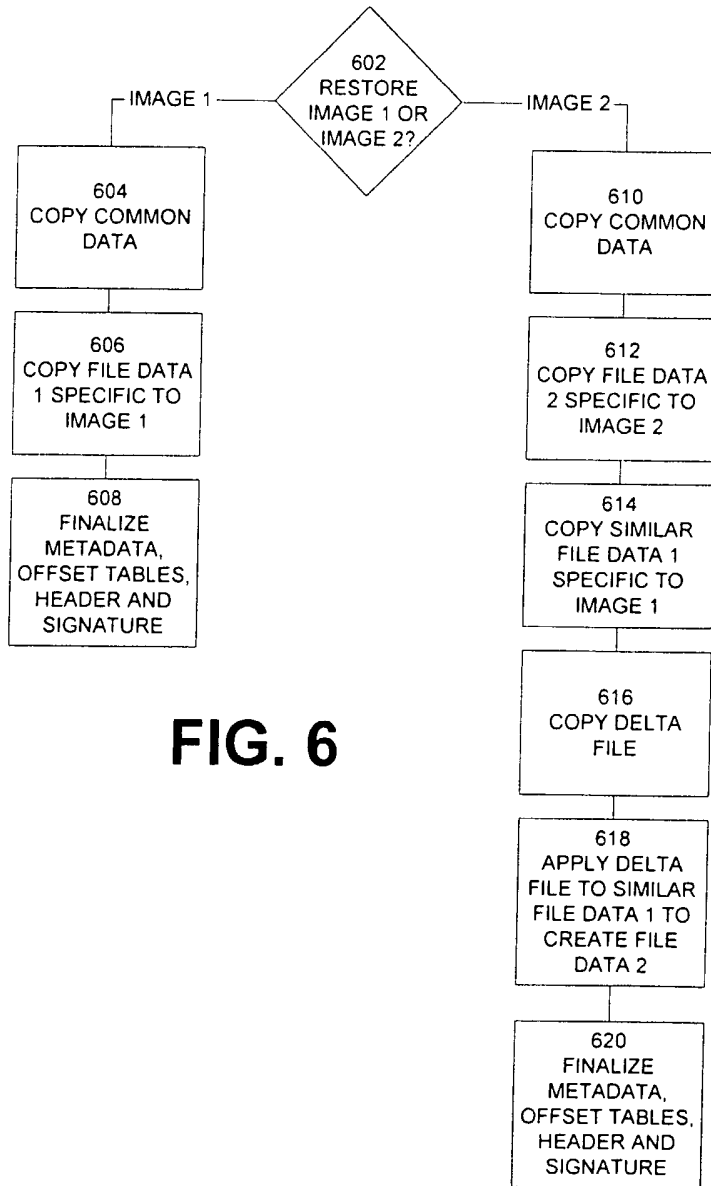 602
RESTORE
IMAGE 1 OR
IMAGE 2?
IMAGE 1
IMAGE 2
604
COPY COMMON
DATA
606
COPY FILE DATA
1 SPECIFIC TO
IMAGE 1
608
FINALIZE
METADATA,
OFFSET TABLES,
HEADER AND
SIGNATURE
610
COPY COMMON
DATA
612
COPY FILE DATA
2 SPECIFIC TO
IMAGE 2
614
COPY SIMILAR
FILE DATA 1
SPECIFIC TO
IMAGE 1
616
COPY DELTA
FILE
618
APPLY DELTA
FILE TO SIMILAR
FILE DATA 1 TO
CREATE FILE
DATA 2
620
FINALIZE
METADATA,
OFFSET TABLES,
HEADER AND
SIGNATURE
FIG. 6